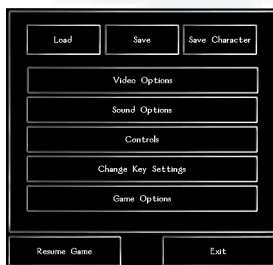 Load Save Save Character
Video Options
Sound Options
Controls
Change Key Settings
Game Options
Resume Game Exit